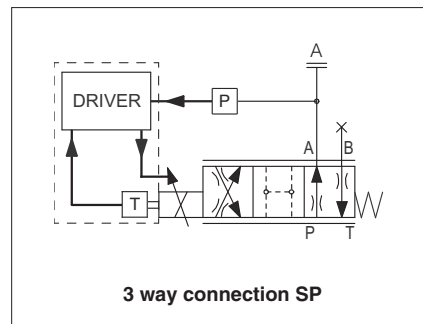 A
DRIVER
P
A B
T
P T
3 way connection SP